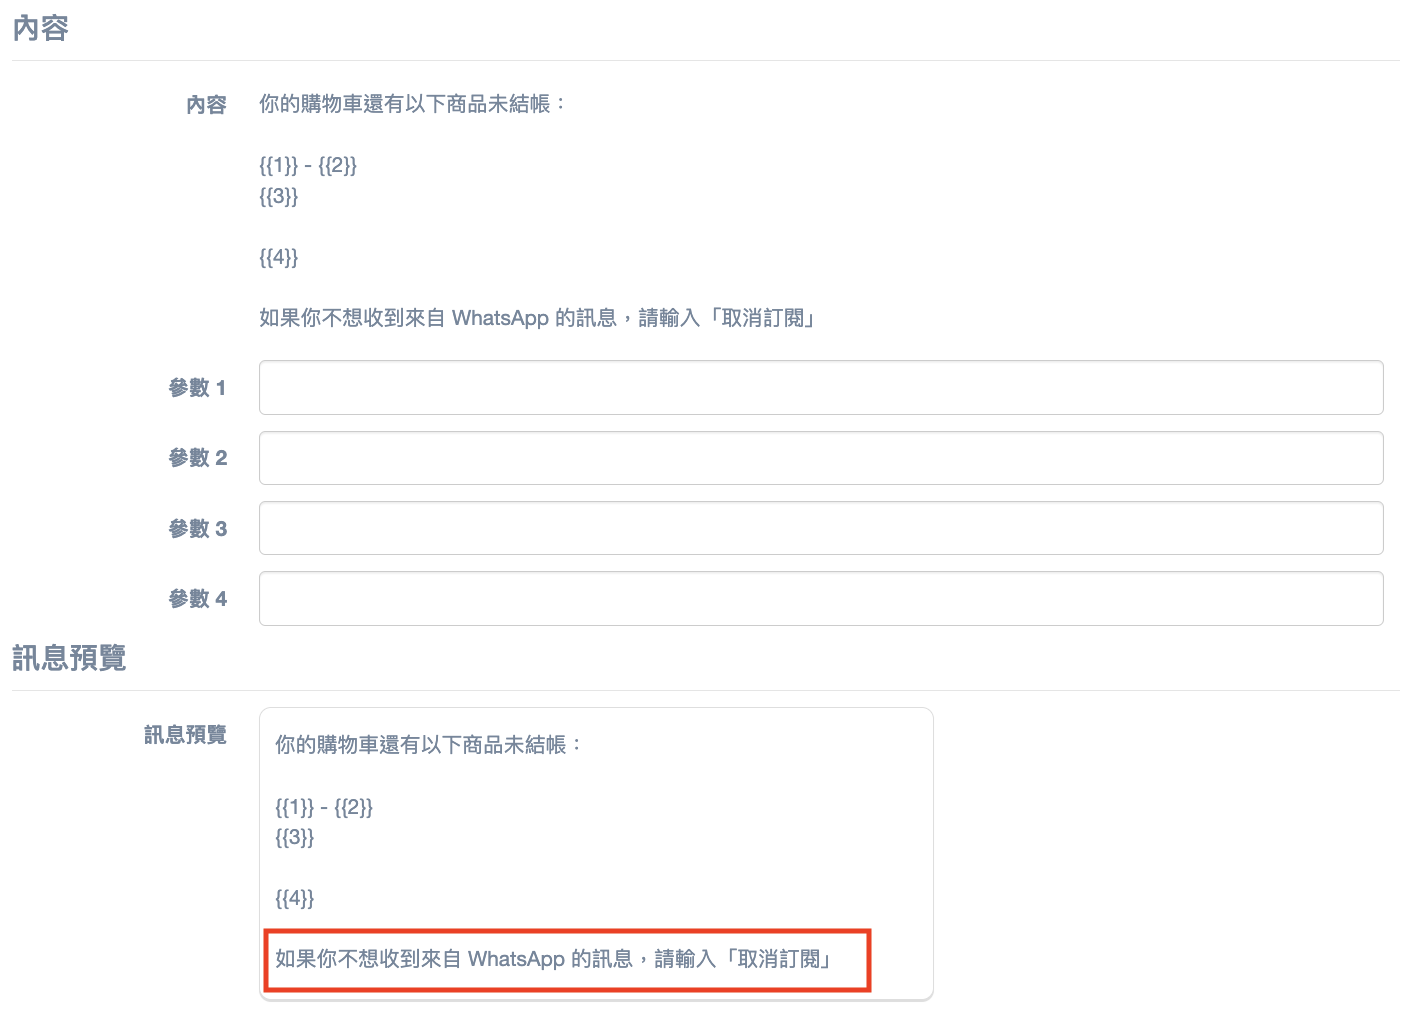 內容
內容 你的購物車還有以下商品未結帳：
{{1}} - {{2}}
{{3}}
{{4}}
如果你不想收到來自 WhatsApp 的訊息，請輸入「取消訂閱」
參數 1
參數 2
參數 3
參數 4
訊息預覽
訊息預覽 你的購物車還有以下商品未結帳：
{{1}} - {{2}}
{{3}}
{{4}}
如果你不想收到來自 WhatsApp 的訊息，請輸入「取消訂閱」